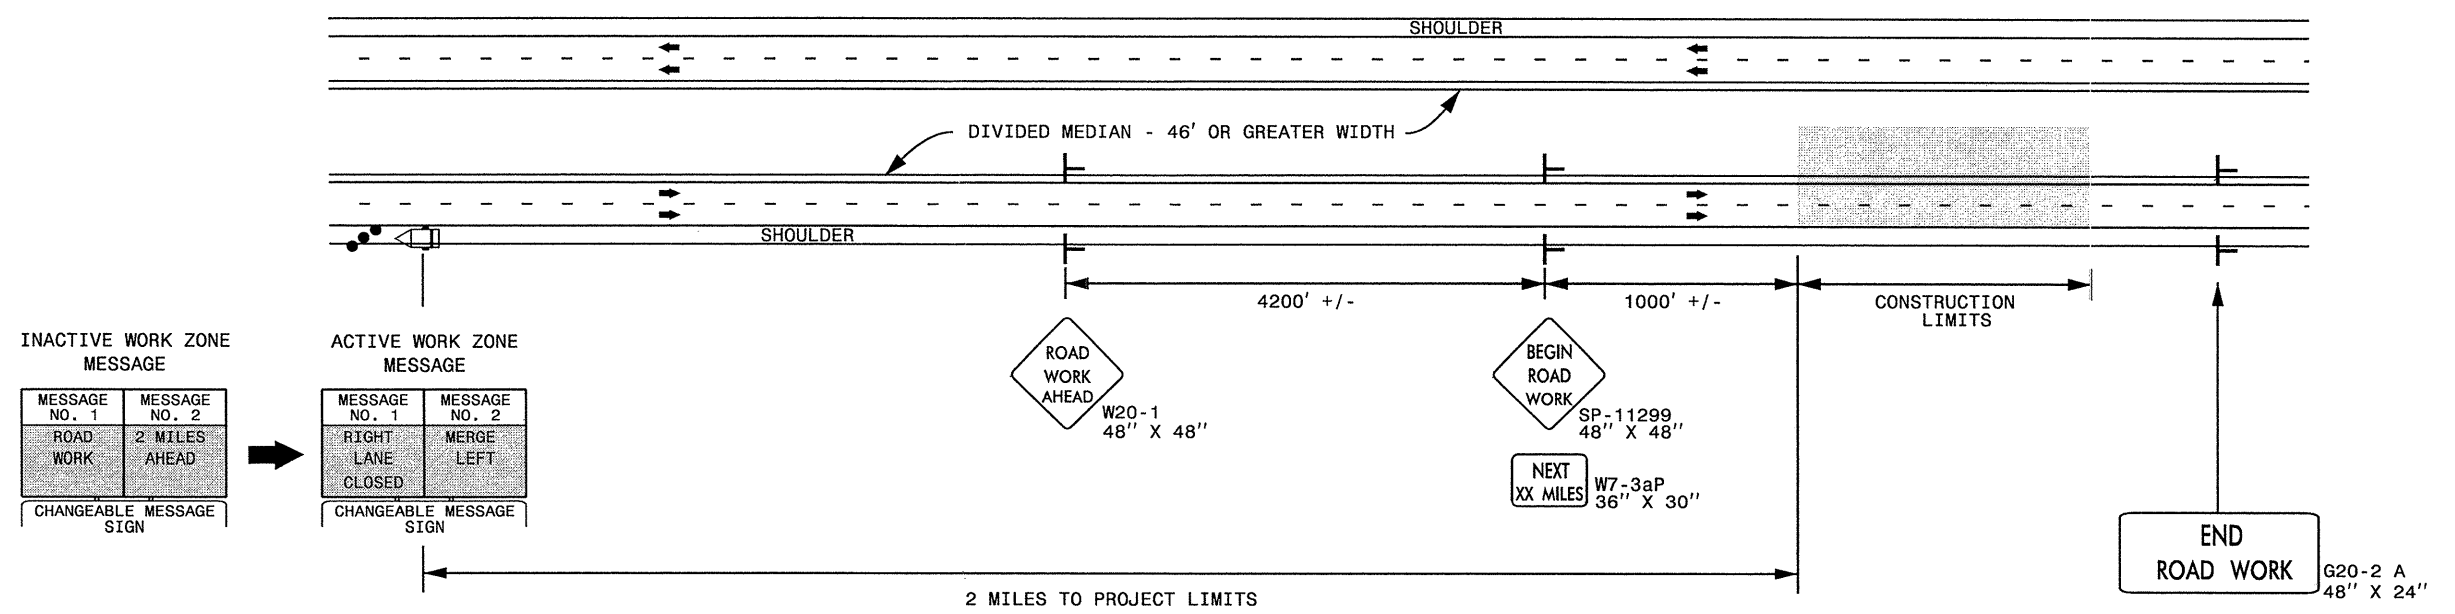 SHOULDER
DIVIDED MEDIAN - 46' OR GREATER WIDTH
SHOULDER
4200' +/-
1000' +/-
CONSTRUCTION
LIMITS
INACTIVE WORK ZONE
MESSAGE
MESSAGE
NO. 1
MESSAGE
NO. 2
ROAD
WORK
2 MILES
AHEAD
CHANGEABLE MESSAGE
SIGN
ACTIVE WORK ZONE
MESSAGE
MESSAGE
NO. 1
MESSAGE
NO. 2
RIGHT
LANE
CLOSED
MERGE
LEFT
CHANGEABLE MESSAGE
SIGN
ROAD
WORK
AHEAD
W20-1
48" X 48"
BEGIN
ROAD
WORK
SP-11299
48" X 48"
NEXT
XX MILES
W7-3aP
36" X 30"
END
ROAD WORK
G20-2 A
48" X 24"
2 MILES TO PROJECT LIMITS